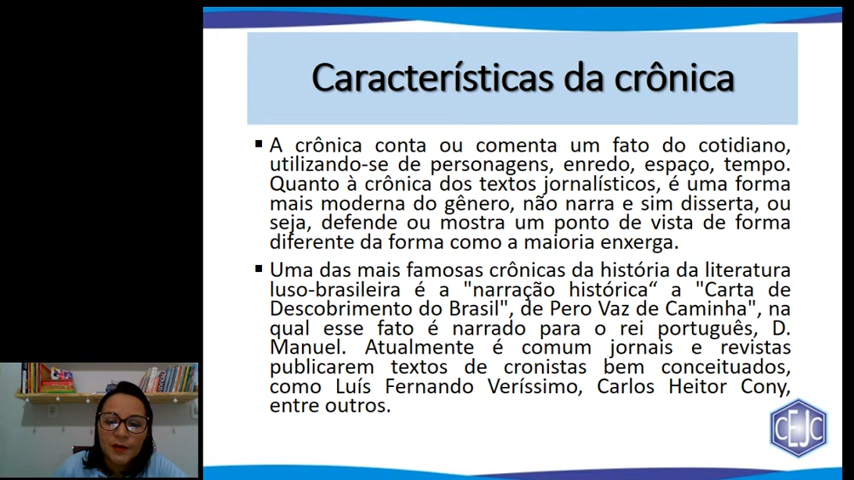 Características da crônica
▪ A crônica conta ou comenta um fato do cotidiano,
utilizando-se de personagens, enredo, espaço, tempo.
Quanto à crônica dos textos jornalísticos, é uma forma
mais moderna do gênero, não narra e sim disserta, ou
seja, defende ou mostra um ponto de vista de forma
diferente da forma como a maioria enxerga.
▪ Uma das mais famosas crônicas da história da literatura
luso-brasileira é a "narração histórica“ a "Carta de
Descobrimento do Brasil", de Pero Vaz de Caminha", na
qual esse fato é narrado para o rei português, D.
Manuel. Atualmente é comum jornais e revistas
publicarem textos de cronistas bem conceituados,
como Luís Fernando Veríssimo, Carlos Heitor Cony,
entre outros.
CEJC